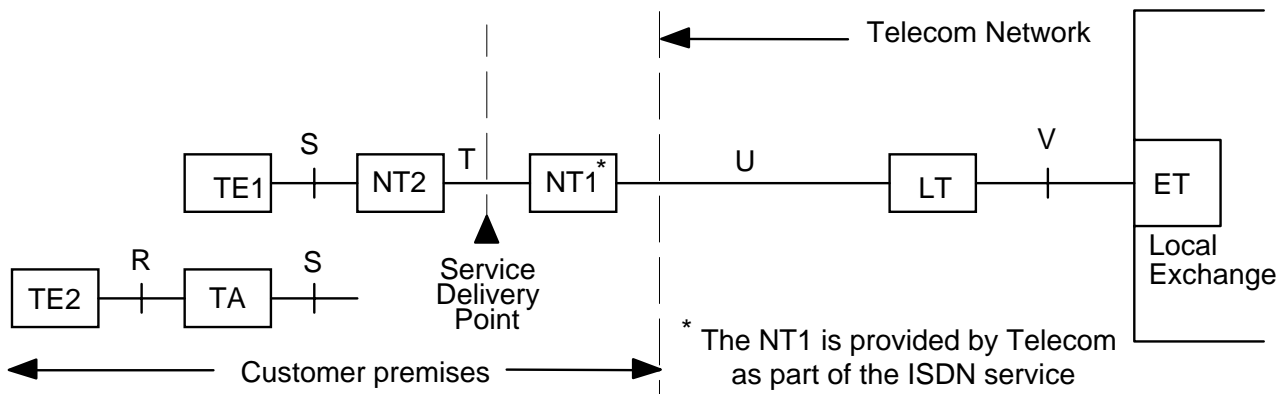 Telecom Network
S
T
U
V
TE1
NT2
NT1*
LT
ET
R
S
TE2
TA
Service
Delivery
Point
Local
Exchange
Customer premises
* The NT1 is provided by Telecom
as part of the ISDN service